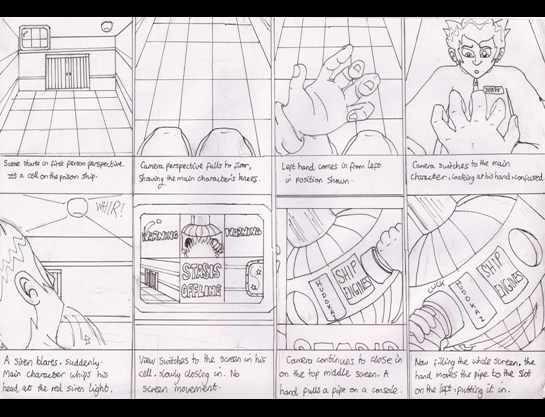 Scene starts in first person perspective
a cell on the prison ship.
Camera perspective falls to floor,
showing the main character's knees.
Left hand comes in from left
in position shown.
Camera switches to the main
character, looking at his hand, confused
WHIR!
A siren blares, suddenly.
Main character whips his
head at the red siren light.
WARNING
WARNING
STASIS
OFFLINE
View switches to the screen in his
cell, slowly closing in. No
screen movement.
SHIP
ENGINES
Camera continues to close in
on the top middle screen. A
hand pulls a pipe on a console.
CLICK
SHIP
ENGINES
Now filling the whole screen, the
hand moves the pipe to the slot
on the left, putting it in.